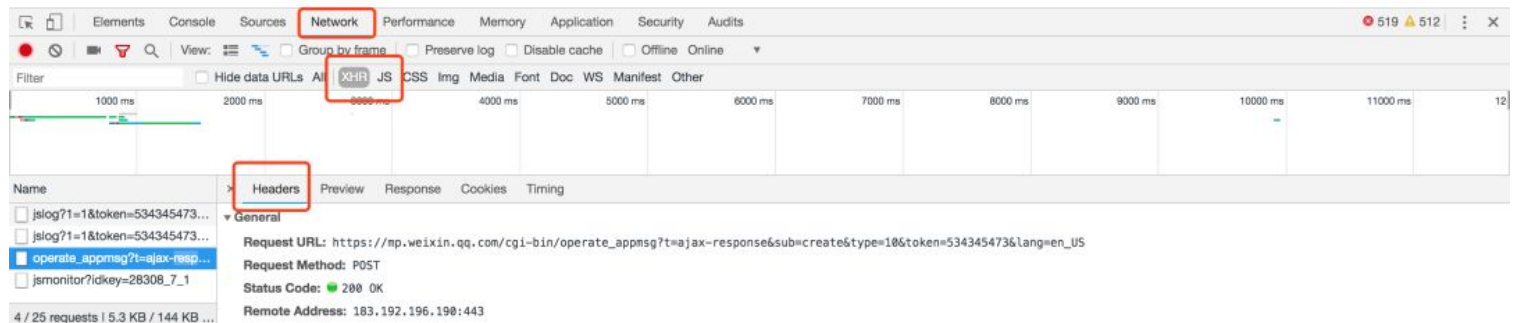 Elements Console Sources Network Performance Memory Application Security Audits 519 512
View: Group by frame Preserve log Disable cache Offline Online
Filter Hide data URLs All XHR JS CSS Img Media Font Doc WS Manifest Other
1000 ms 2000 ms 3000 ms 4000 ms 5000 ms 6000 ms 7000 ms 8000 ms 9000 ms 10000 ms 11000 ms 12
Name × Headers Preview Response Cookies Timing
jslog?1=1&token=534345473...
jslog?1=1&token=534345473...
operate_appmsg?t=ajax-resp...
jsmonitor?idkey=28308_7_1
4 / 25 requests | 5.3 KB / 144 KB ...
General
Request URL: https://mp.weixin.qq.com/cgi-bin/operate_appmsg?t=ajax-response&sub=create&type=10&token=534345473&lang=en_US
Request Method: POST
Status Code: 200 OK
Remote Address: 183.192.196.190:443